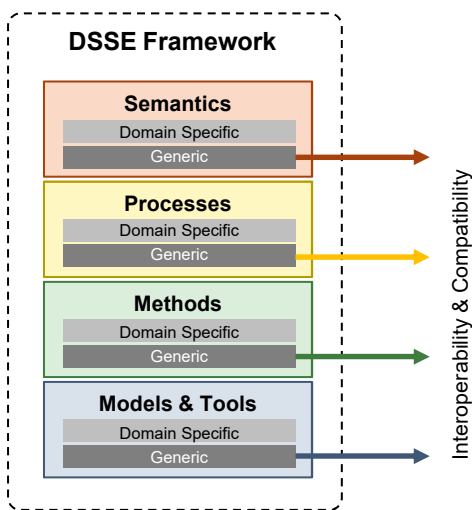 DSSE Framework
Semantics
Domain Specific
Generic
Processes
Domain Specific
Generic
Methods
Domain Specific
Generic
Models & Tools
Domain Specific
Generic
Interoperability & Compatibility